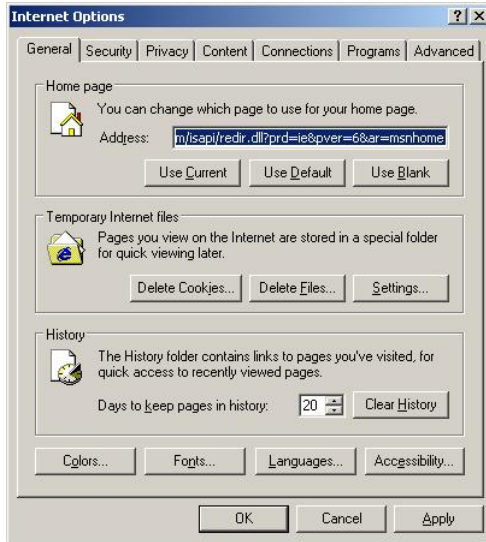 Internet Options
General Security Privacy Content Connections Programs Advanced
Home page
You can change which page to use for your home page.
Address: m/isapi/redir.dll?prd=ie&pver=6&ar=msnhome
Use Current Use Default Use Blank
Temporary Internet files
Pages you view on the Internet are stored in a special folder
for quick viewing later.
Delete Cookies... Delete Files... Settings...
History
The History folder contains links to pages you've visited, for
quick access to recently viewed pages.
Days to keep pages in history: 20 Clear History
Colors... Fonts... Languages... Accessibility...
OK Cancel Apply